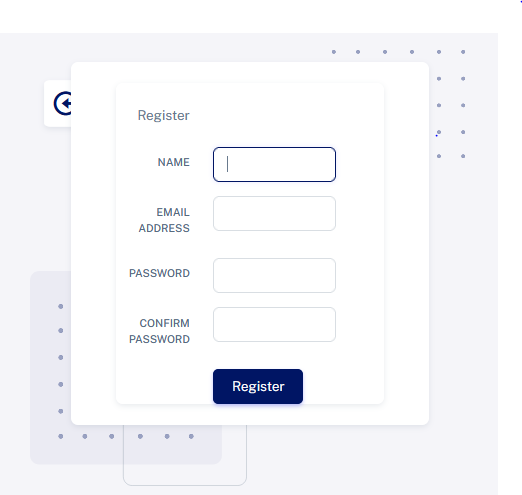 Register
NAME
EMAIL
ADDRESS
PASSWORD
CONFIRM
PASSWORD
Register